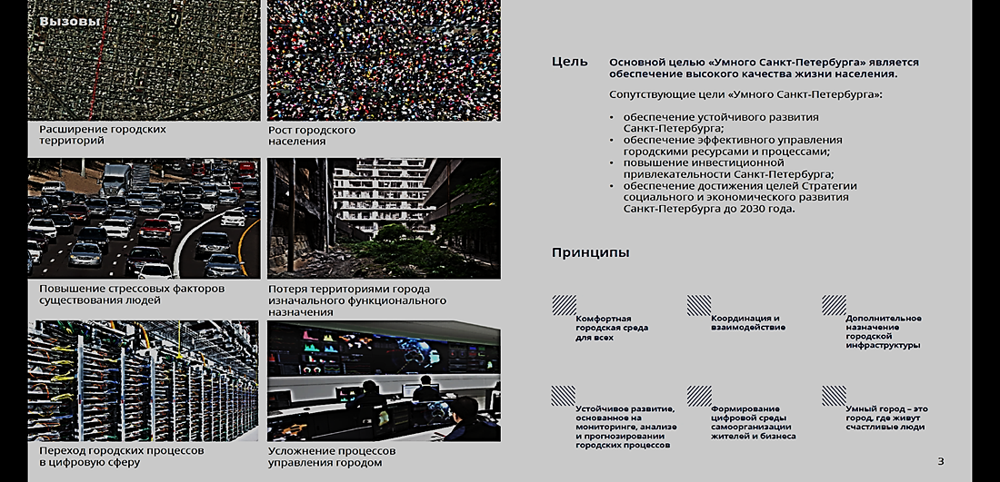 Вызовы
Расширение городских
территорий
Рост городского
населения
Повышение стрессовых факторов
существования людей
Потеря территориями города
изначального функционального
назначения
Переход городских процессов
в цифровую сферу
Усложнение процессов
управления городом
Цель
Основной целью «Умного Санкт-Петербурга» является
обеспечение высокого качества жизни населения.
Сопутствующие цели «Умного Санкт-Петербурга»:
• обеспечение устойчивого развития
Санкт-Петербурга;
• обеспечение эффективного управления
городскими ресурсами и процессами;
• повышение инвестиционной
привлекательности Санкт-Петербурга;
• обеспечение достижения целей Стратегии
социального и экономического развития
Санкт-Петербурга до 2030 года.
Принципы
Комфортная
городская среда
для всех
Координация и
взаимодействие
Дополнительное
назначение
городской
инфраструктуры
Устойчивое развитие,
основанное на
мониторинге, анализе
и прогнозировании
городских процессов
Формирование
цифровой среды
самоорганизации
жителей и бизнеса
Умный город – это
город, где живут
счастливые люди
3